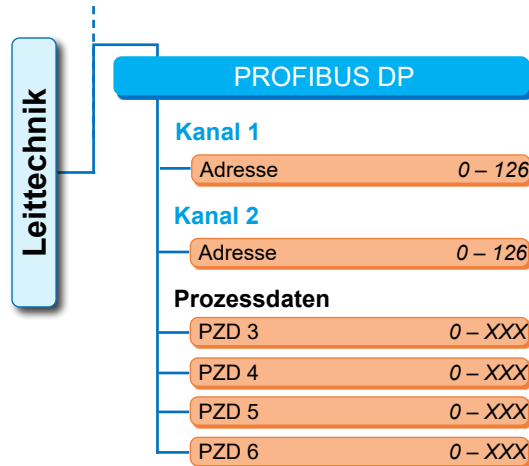 Leittechnik
PROFIBUS DP
Kanal 1
Adresse 0 – 126
Kanal 2
Adresse 0 – 126
Prozessdaten
PZD 3 0 – XXX
PZD 4 0 – XXX
PZD 5 0 – XXX
PZD 6 0 – XXX